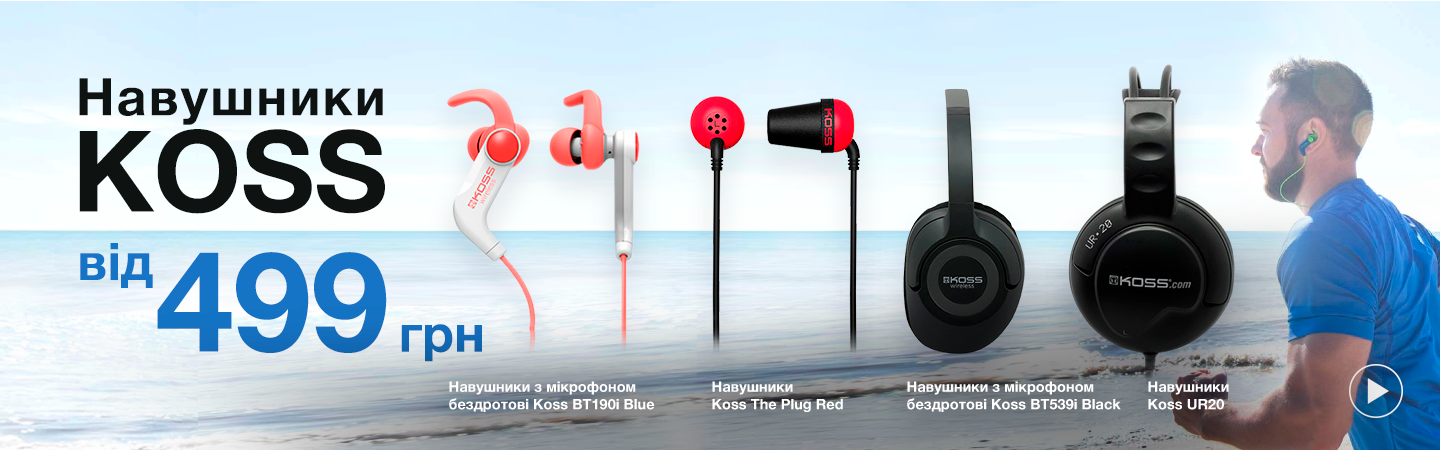 Навушники
KOSS
від 499 грн
KOSS
WIRELESS
KOSS
KOSS
wireless
UR•20
KOSS®.com
L
Навушники з мікрофоном
бездротові Koss BT190i Blue
Навушники
Koss The Plug Red
Навушники з мікрофоном
бездротові Koss BT539i Black
Навушники
Koss UR20